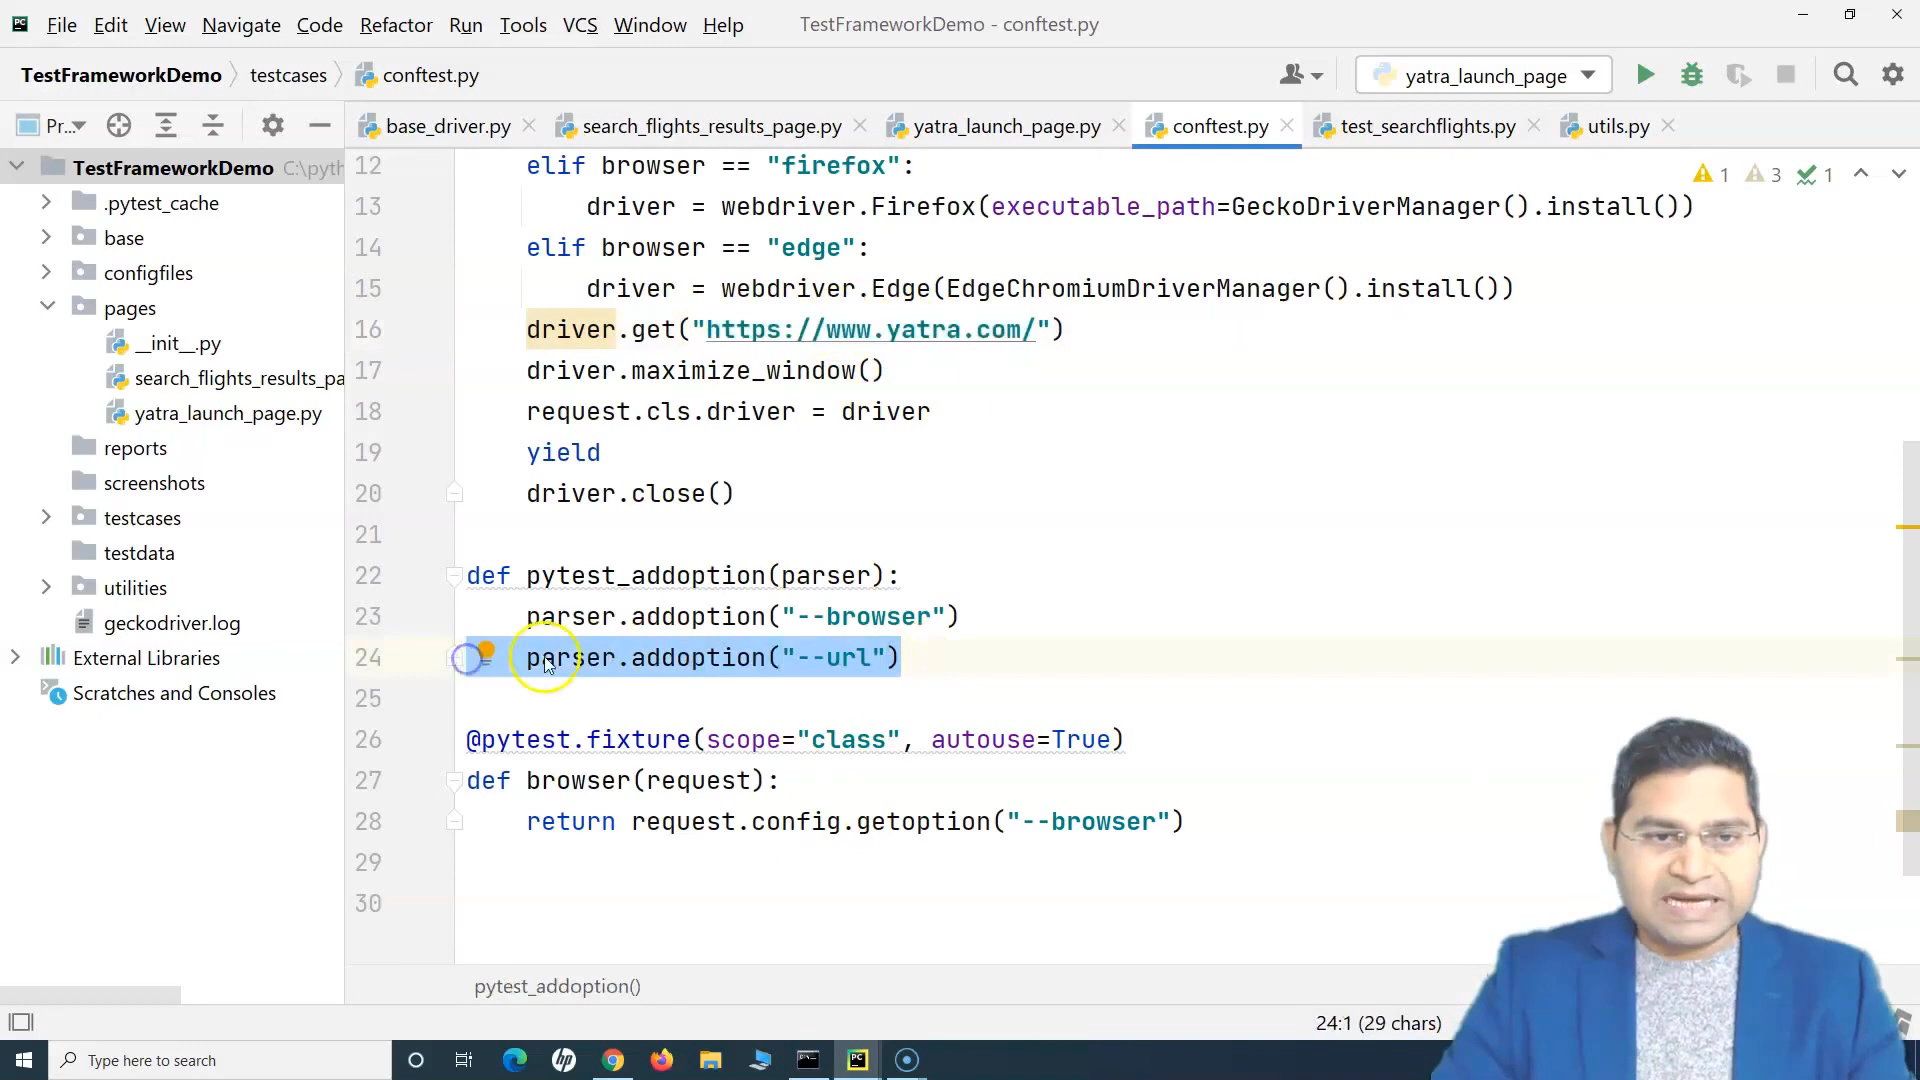 File Edit View Navigate Code Refactor Run Tools VCS Window Help TestFrameworkDemo - conftest.py
TestFrameworkDemo testcases conftest.py yatra_launch_page
Pr... base_driver.py search_flights_results_page.py yatra_launch_page.py conftest.py test_searchflights.py utils.py
TestFrameworkDemo C:\pyth
.pytest_cache
base
configfiles
pages
__init__.py
search_flights_results_pa
yatra_launch_page.py
reports
screenshots
testcases
testdata
utilities
geckodriver.log
External Libraries
Scratches and Consoles
1 3 1
12 elif browser == "firefox":
13 driver = webdriver.Firefox(executable_path=GeckoDriverManager().install())
14 elif browser == "edge":
15 driver = webdriver.Edge(EdgeChromiumDriverManager().install())
16 driver.get("https://www.yatra.com/")
17 driver.maximize_window()
18 request.cls.driver = driver
19 yield
20 driver.close()
21
22 def pytest_addoption(parser):
23 parser.addoption("--browser")
24 parser.addoption("--url")
25
26 @pytest.fixture(scope="class", autouse=True)
27 def browser(request):
28 return request.config.getoption("--browser")
29
30
pytest_addoption()
24:1 (29 chars)
Type here to search